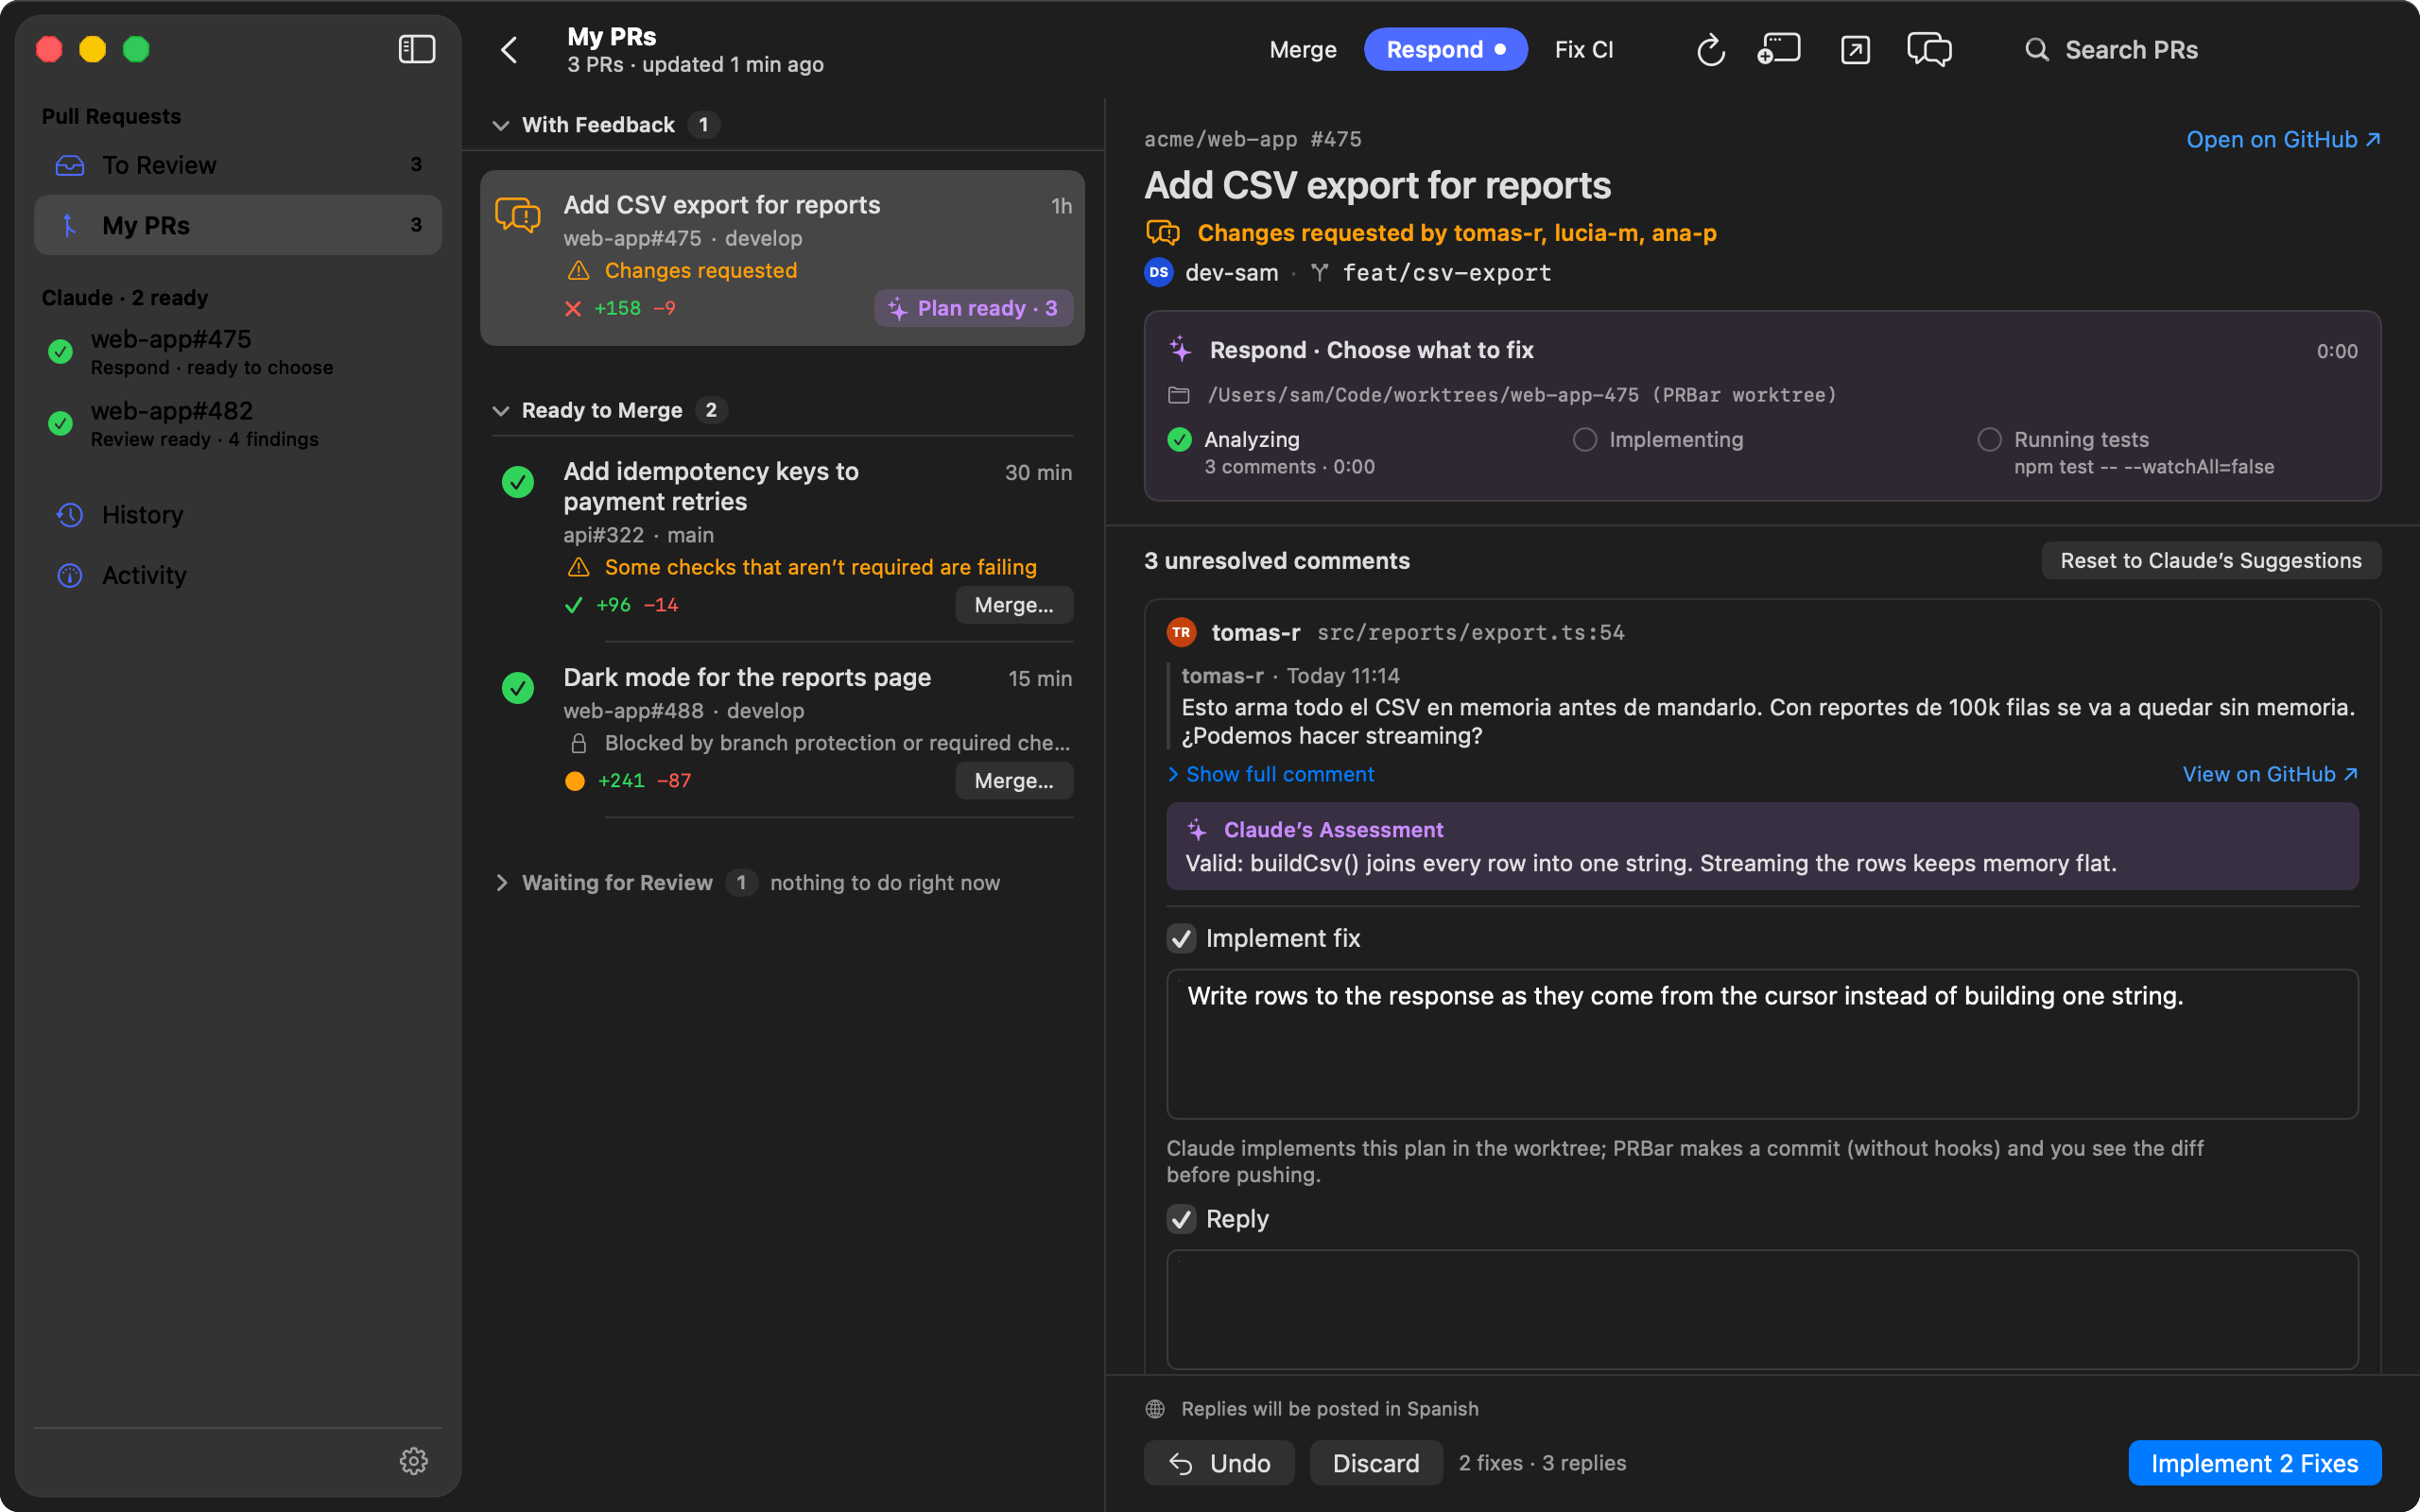 My PRs
3 PRs · updated 1 min ago
Merge
Respond
Fix CI
Search PRs
Pull Requests
To Review 3
My PRs 3
Claude · 2 ready
web-app#475
Respond · ready to choose
web-app#482
Review ready · 4 findings
History
Activity
With Feedback 1
Add CSV export for reports 1h
web-app#475 · develop
Changes requested
+158 −9
Plan ready · 3
Ready to Merge 2
Add idempotency keys to 30 min
payment retries
api#322 · main
Some checks that aren’t required are failing
+96 −14 Merge...
Dark mode for the reports page 15 min
web-app#488 · develop
Blocked by branch protection or required che...
+241 −87 Merge...
Waiting for Review 1 nothing to do right now
acme/web-app #475
Open on GitHub ↗
Add CSV export for reports
Changes requested by tomas-r, lucia-m, ana-p
DS dev-sam · feat/csv-export
Respond · Choose what to fix 0:00
/Users/sam/Code/worktrees/web-app-475 (PRBar worktree)
Analyzing
3 comments · 0:00
Implementing
Running tests
npm test -- --watchAll=false
3 unresolved comments
Reset to Claude’s Suggestions
TR tomas-r src/reports/export.ts:54
tomas-r · Today 11:14
Esto arma todo el CSV en memoria antes de mandarlo. Con reportes de 100k filas se va a quedar sin memoria.
¿Podemos hacer streaming?
Show full comment
View on GitHub ↗
Claude’s Assessment
Valid: buildCsv() joins every row into one string. Streaming the rows keeps memory flat.
Implement fix
Write rows to the response as they come from the cursor instead of building one string.
Claude implements this plan in the worktree; PRBar makes a commit (without hooks) and you see the diff
before pushing.
Reply
Replies will be posted in Spanish
Undo
Discard
2 fixes · 3 replies
Implement 2 Fixes